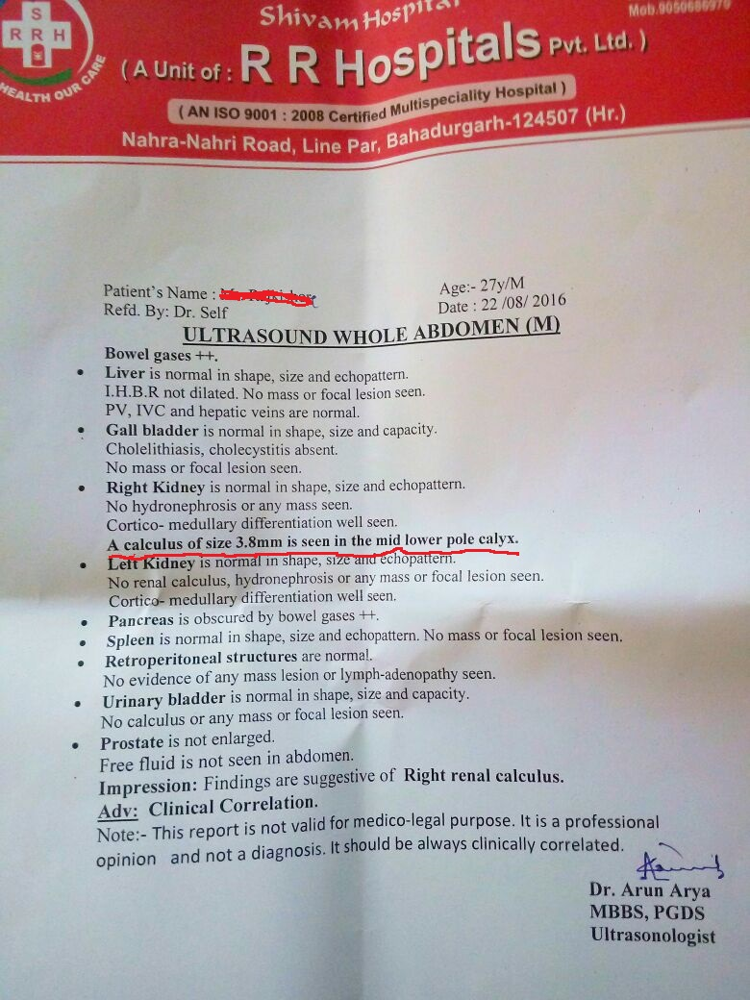 S
R R H
HEALTH OUR CARE
Shivam Hospital
Mob.9050686970
( A Unit of : R R Hospitals Pvt. Ltd. )
( AN ISO 9001 : 2008 Certified Multispeciality Hospital )
Nahra-Nahri Road, Line Par, Bahadurgarh-124507 (Hr.)
Patient's Name :
Age:- 27y/M
Refd. By: Dr. Self
Date : 22 /08/ 2016
ULTRASOUND WHOLE ABDOMEN (M)
Bowel gases ++.
• Liver is normal in shape, size and echopattern.
I.H.B.R not dilated. No mass or focal lesion seen.
PV, IVC and hepatic veins are normal.
• Gall bladder is normal in shape, size and capacity.
Cholelithiasis, cholecystitis absent.
No mass or focal lesion seen.
• Right Kidney is normal in shape, size and echopattern.
No hydronephrosis or any mass seen.
Cortico- medullary differentiation well seen.
A calculus of size 3.8mm is seen in the mid lower pole calyx.
• Left Kidney is normal in shape, size and echopattern.
No renal calculus, hydronephrosis or any mass or focal lesion seen.
Cortico- medullary differentiation well seen.
• Pancreas is obscured by bowel gases ++.
• Spleen is normal in shape, size and echopattern. No mass or focal lesion seen.
• Retroperitoneal structures are normal.
No evidence of any mass lesion or lymph-adenopathy seen.
• Urinary bladder is normal in shape, size and capacity.
No calculus or any mass or focal lesion seen.
• Prostate is not enlarged.
Free fluid is not seen in abdomen.
Impression: Findings are suggestive of Right renal calculus.
Adv: Clinical Correlation.
Note:- This report is not valid for medico-legal purpose. It is a professional
opinion and not a diagnosis. It should be always clinically correlated.
Dr. Arun Arya
MBBS, PGDS
Ultrasonologist